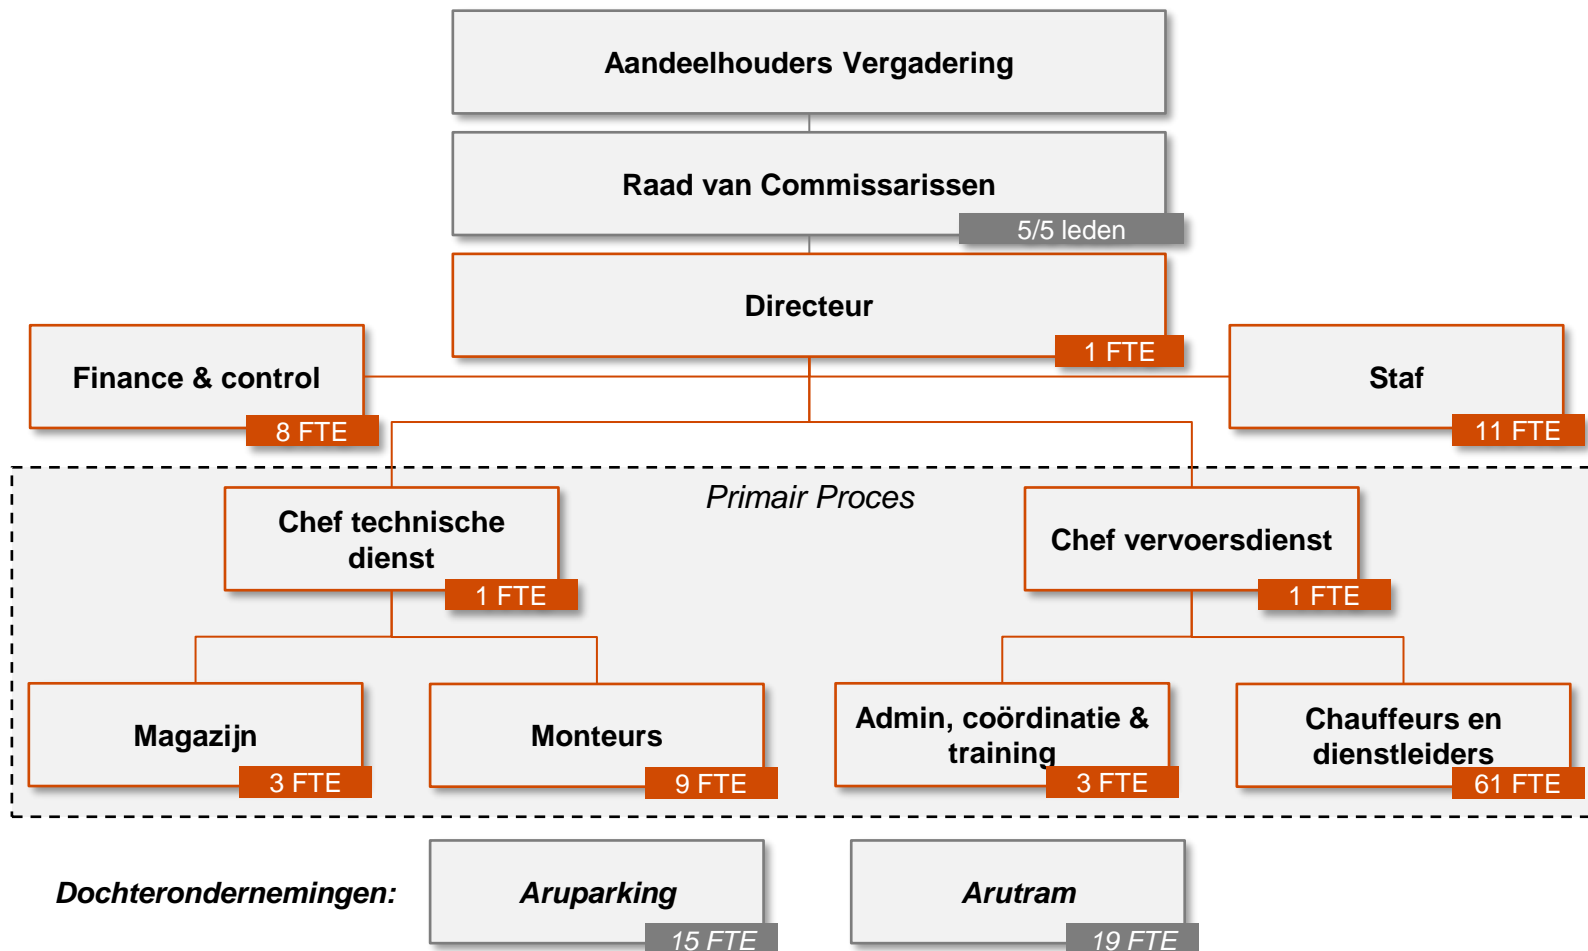 Aandeelhouders Vergadering
Raad van Commissarissen
5/5 leden
Directeur
1 FTE
Finance & control
8 FTE
Staf
11 FTE
Primair Proces
Chef technische
dienst
1 FTE
Chef vervoersdienst
1 FTE
Magazijn
3 FTE
Monteurs
9 FTE
Admin, coördinatie &
training
3 FTE
Chauffeurs en
dienstleiders
61 FTE
Dochterondernemingen:
Aruparking
15 FTE
Arutram
19 FTE